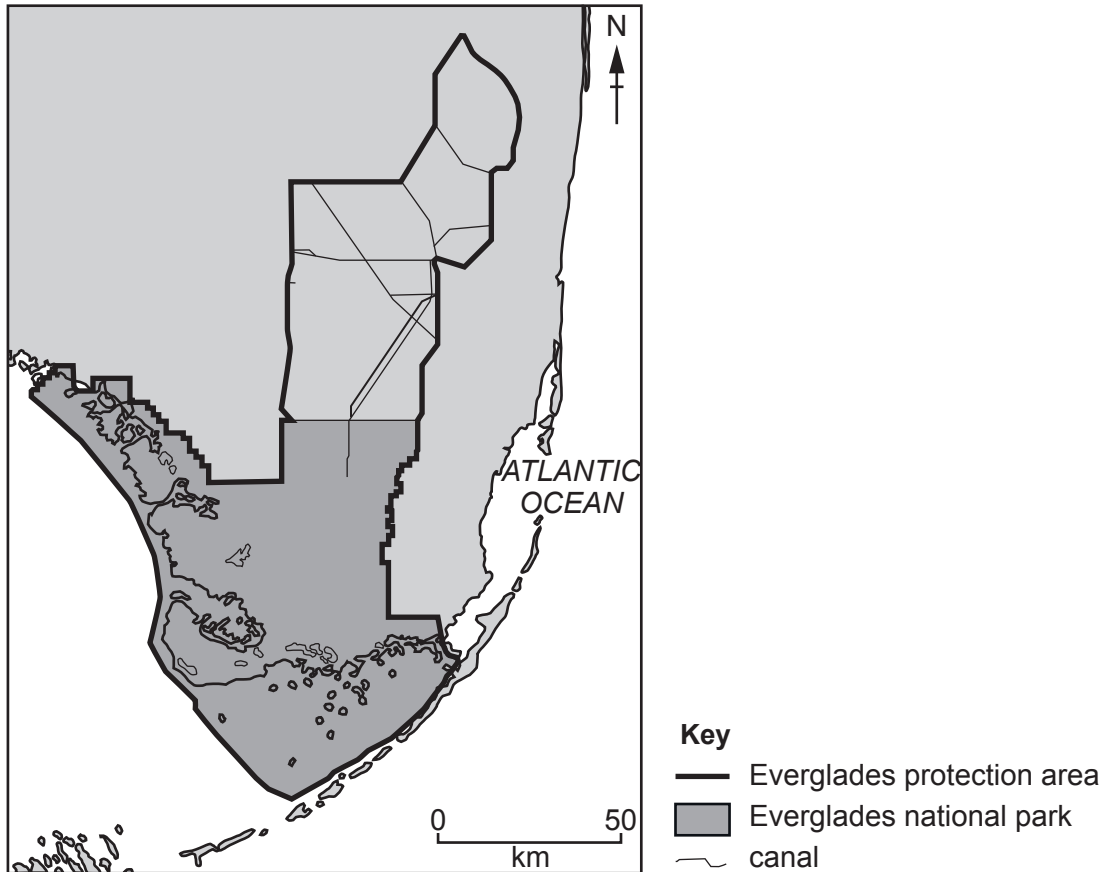 N
ATLANTIC
OCEAN
0 50
km
Key
Everglades protection area
Everglades national park
canal